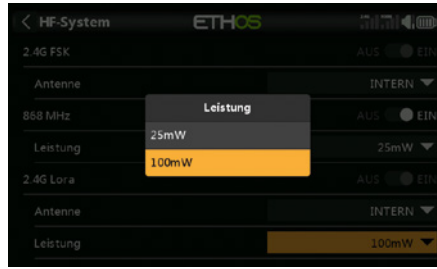 HF-System ETHOS
2.4G FSK AUS EIN
Antenne INTERN
868 MHz AUS EIN
Leistung 25mW
2.4G Lora AUS EIN
Antenne INTERN
Leistung 100mW
Leistung
25mW
100mW